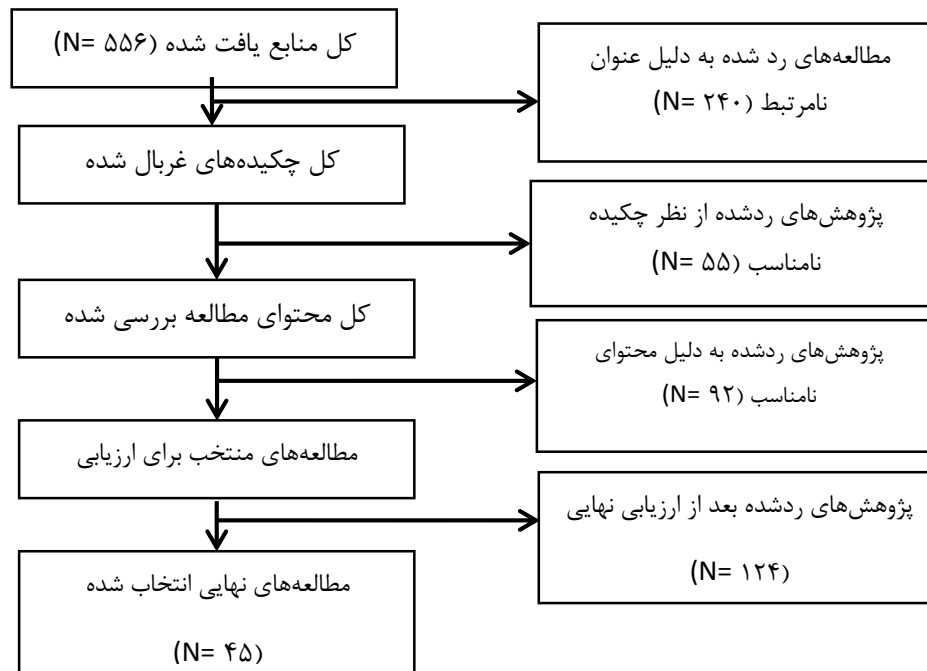 کل منابع یافت شده (N= ۵۵۶)
مطالعه‌های رد شده به دلیل عنوان
نامرتبط (N= ۲۴۰)
کل چکیده‌های غربال شده
پژوهش‌های ردشده از نظر چکیده
نامناسب (N= ۵۵)
کل محتوای مطالعه بررسی شده
پژوهش‌های ردشده به دلیل محتوای
نامناسب (N= ۹۲)
مطالعه‌های منتخب برای ارزیابی
پژوهش‌های ردشده بعد از ارزیابی نهایی
(N= ۱۲۴)
مطالعه‌های نهایی انتخاب شده
(N= ۴۵)